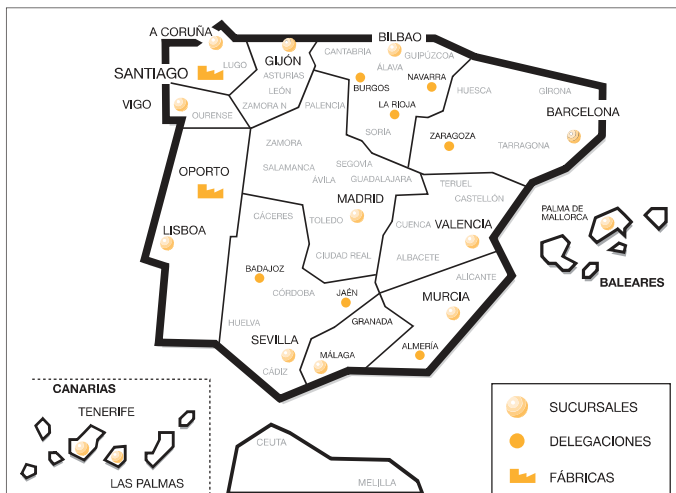 A CORUÑA
BILBAO
CANTABRIA
GUIPÚZCOA
LUGO
GIJÓN
ÁLAVA
SANTIAGO
ASTURIAS
BURGOS
NAVARRA
LEÓN
HUESCA
GIRONA
VIGO
ZAMORA N
PALENCIA
LA RIOJA
BARCELONA
OURENSE
SORÍA
ZARAGOZA
TARRAGONA
ZAMORA
SEGOVÍA
OPORTO
SALAMANCA
ÁVILA
GUADALAJARA
TERUEL
MADRID
CASTELLÓN
PALMA DE
MALLORCA
CÁCERES
TOLEDO
CUENCA
VALENCIA
LISBOA
CIUDAD REAL
ALBACETE
BADAJOZ
ALÍCANTE
BALEARES
CÓRDOBA
JAÉN
MURCIA
HUELVA
GRANADA
SEVILLA
MÁLAGA
ALMERÍA
CÁDIZ
CANARIAS
TENERIFE
LAS PALMAS
CEUTA
MELILLA
SUCURSALES
DELEGACIONES
FÁBRICAS